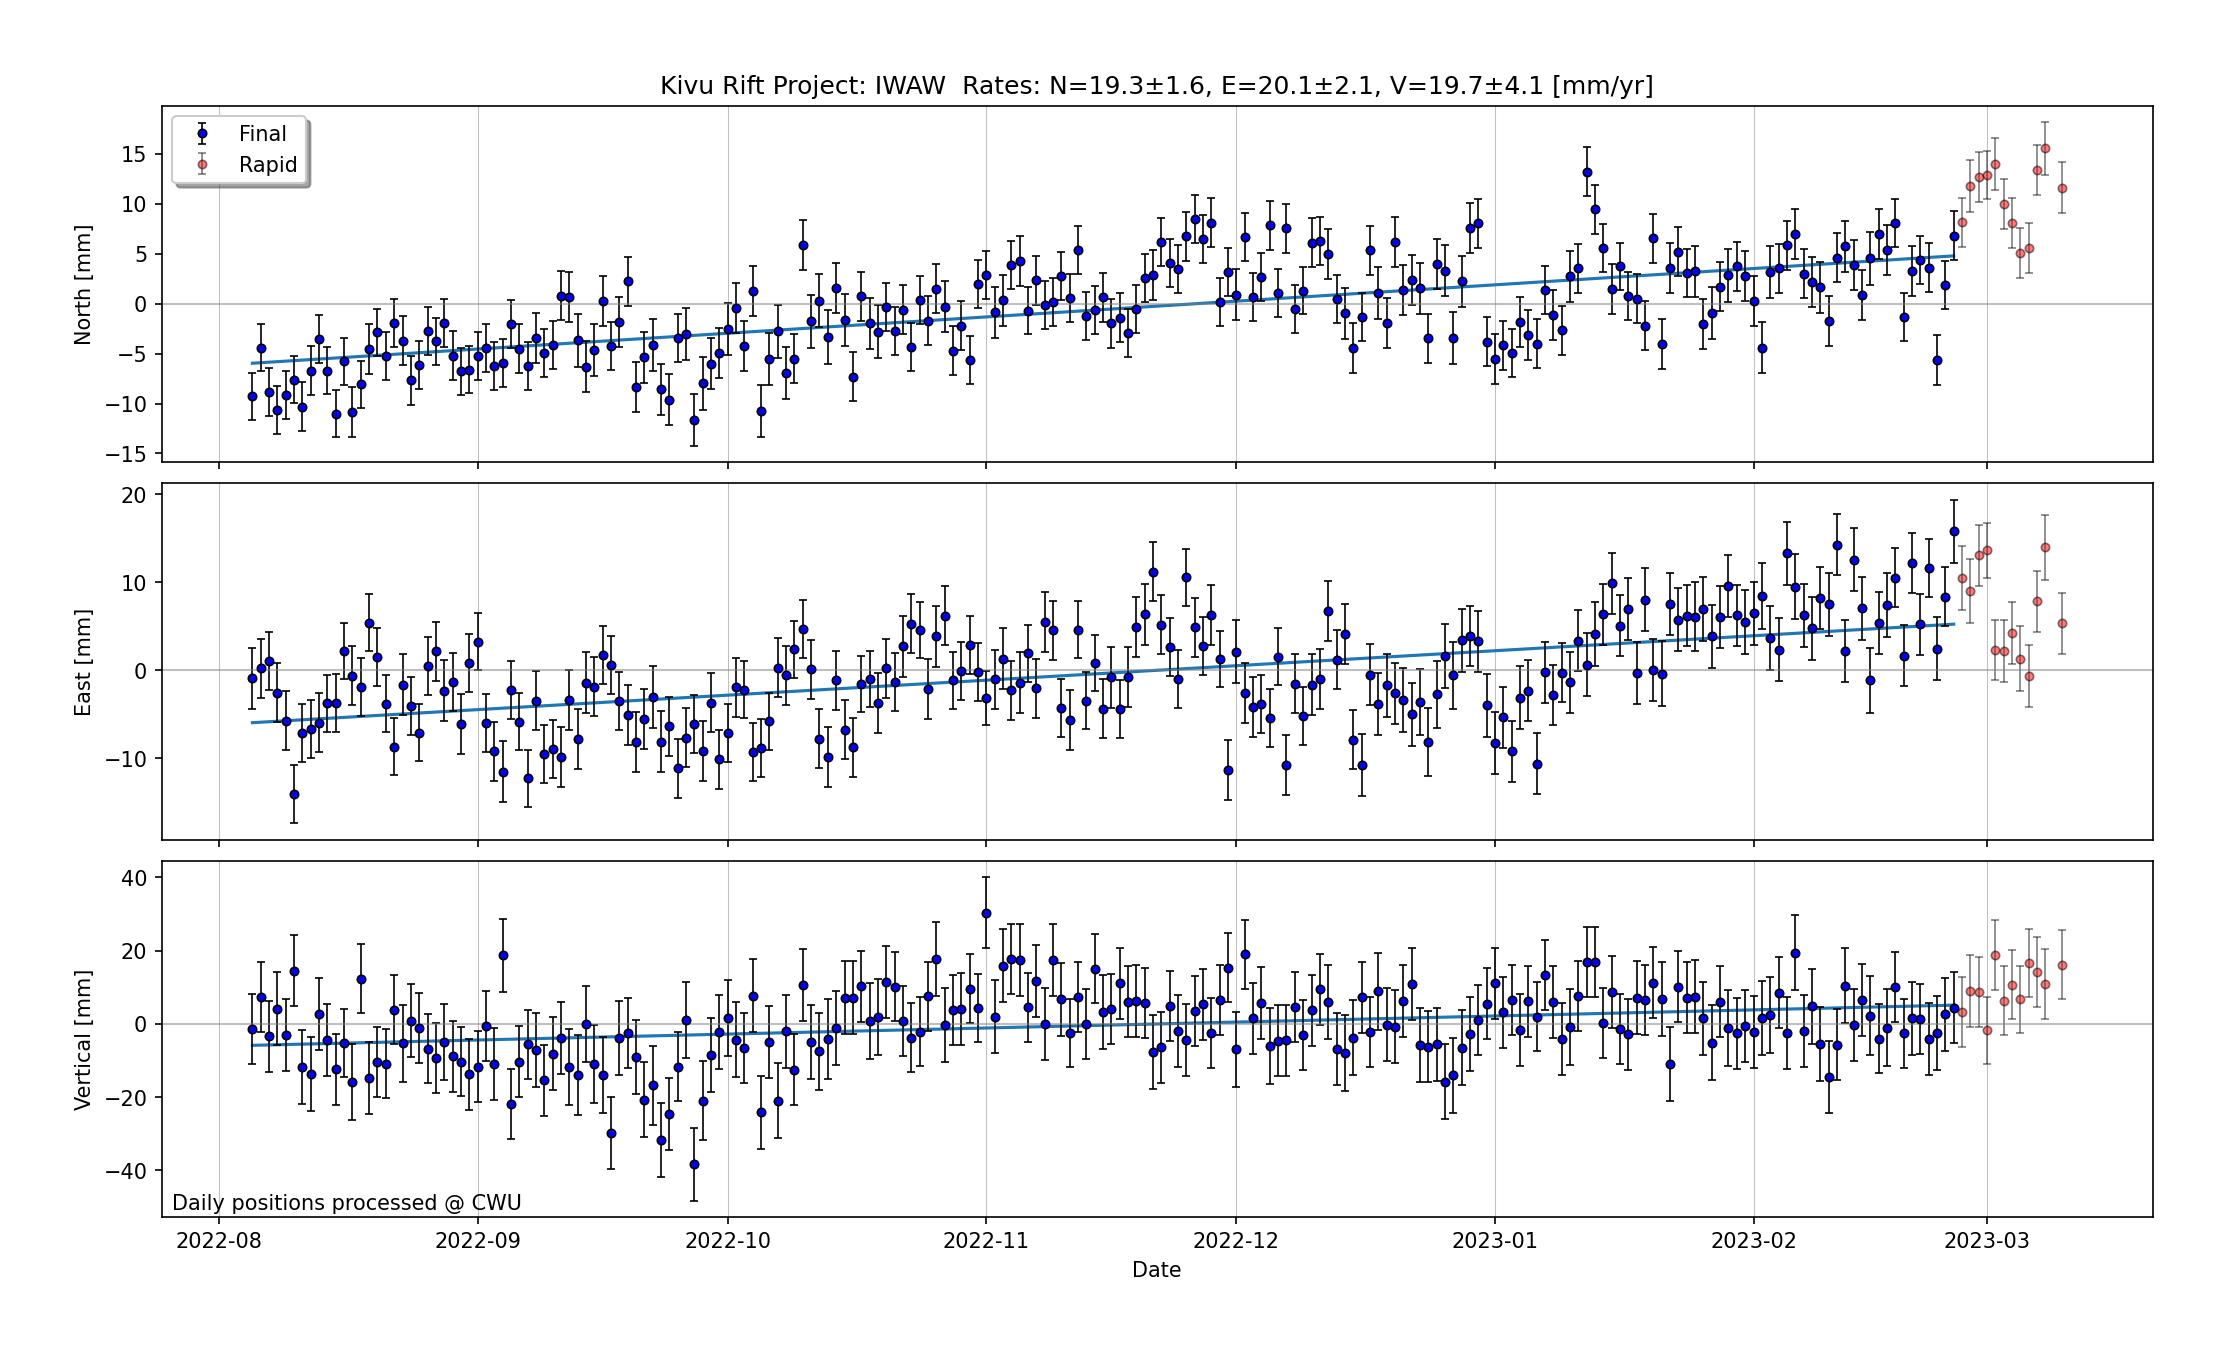 Kivu Rift Project: IWAW  Rates: N=19.3±1.6, E=20.1±2.1, V=19.7±4.1 [mm/yr]
Final
Rapid
North [mm]
15
10
5
0
−5
−10
−15
East [mm]
20
10
0
−10
Vertical [mm]
40
20
0
−20
−40
Daily positions processed @ CWU
2022-08 2022-09 2022-10 2022-11 2022-12 2023-01 2023-02 2023-03
Date